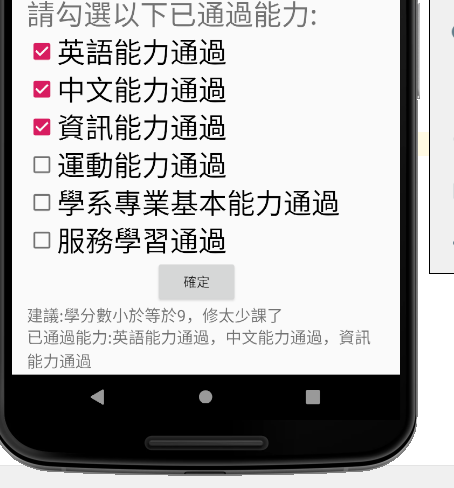 請勾選以下已通過能力:
英語能力通過
中文能力通過
資訊能力通過
運動能力通過
學系專業基本能力通過
服務學習通過
確定
建議:學分數小於等於9，修太少課了
已通過能力:英語能力通過，中文能力通過，資訊
能力通過